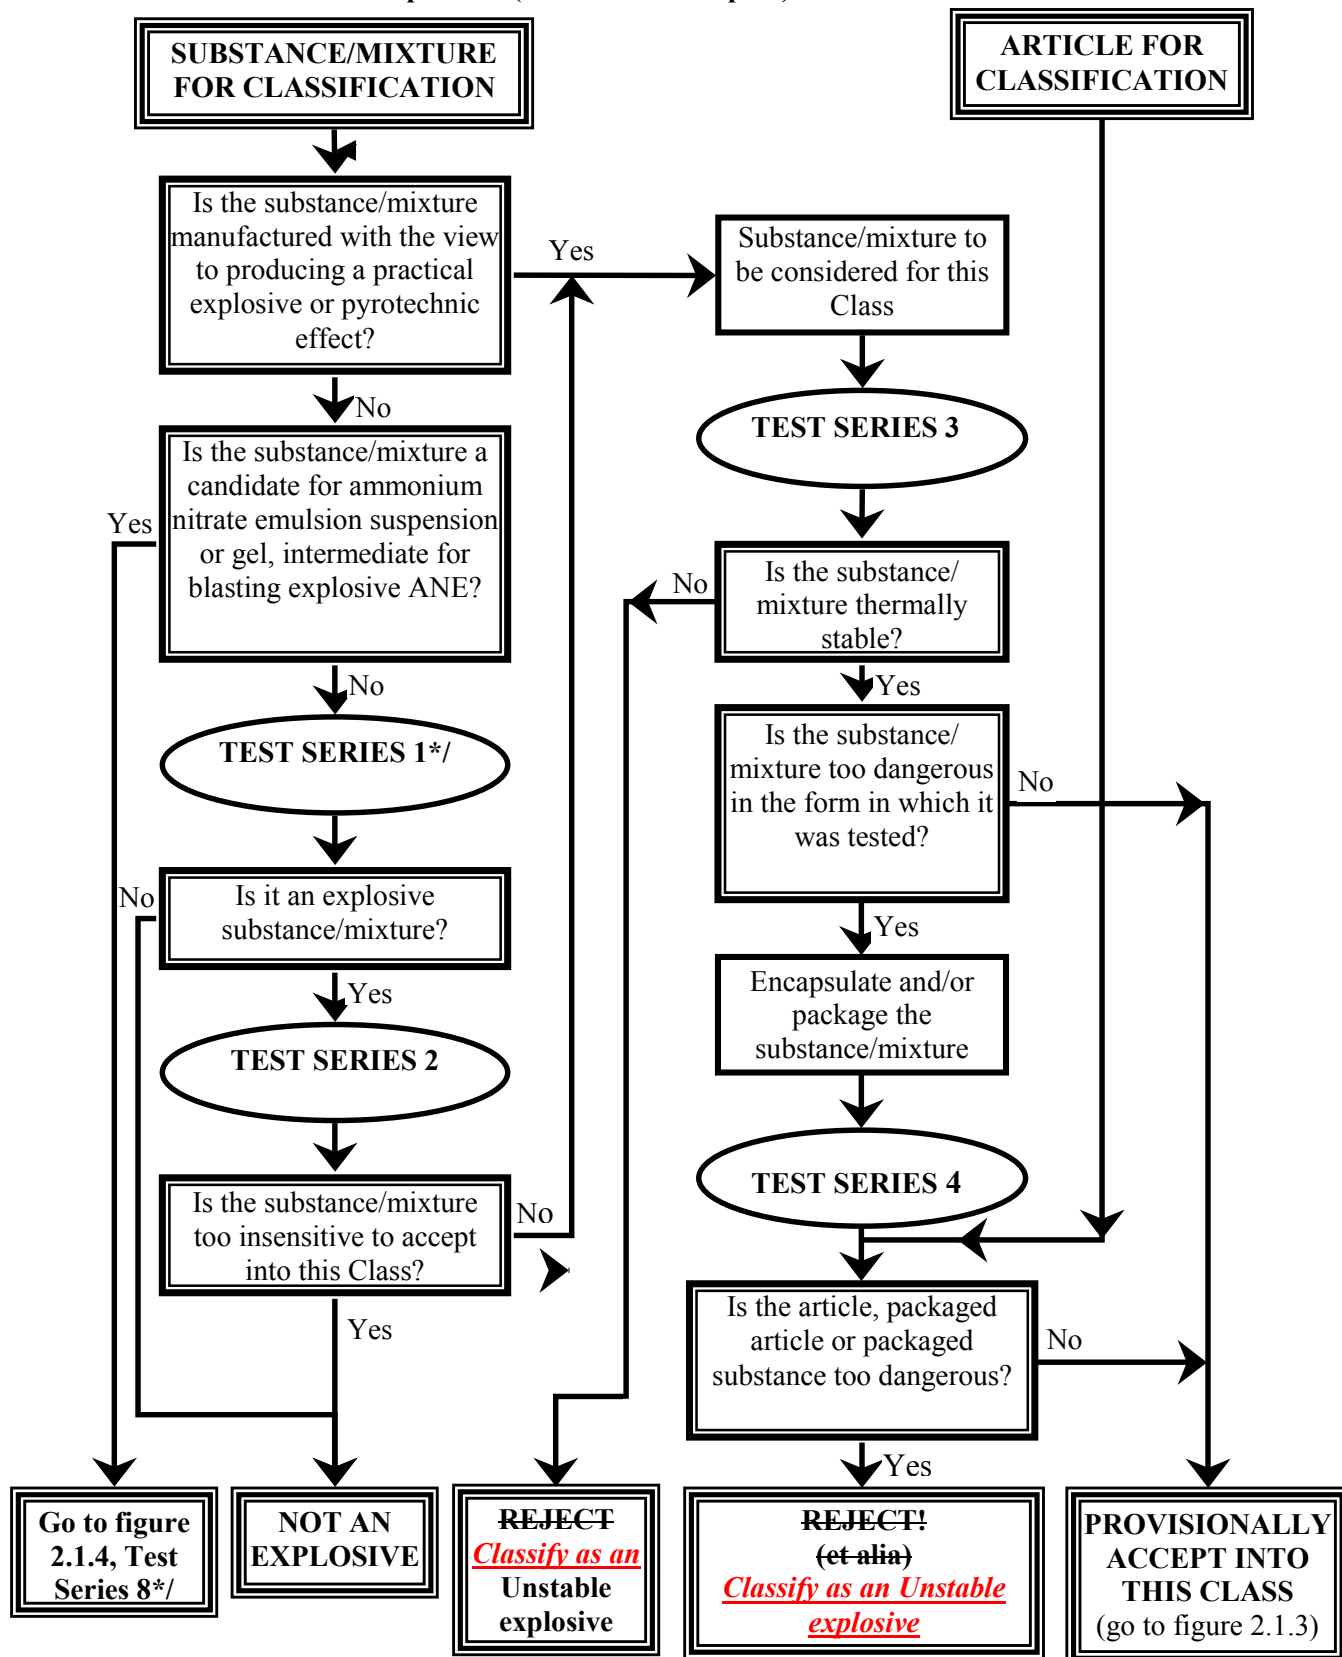 SUBSTANCE/MIXTURE
FOR CLASSIFICATION
ARTICLE FOR
CLASSIFICATION
Is the substance/mixture
manufactured with the view
to producing a practical
explosive or pyrotechnic
effect?
Yes
Substance/mixture to
be considered for this
Class
No
TEST SERIES 3
Is the substance/mixture a
candidate for ammonium
nitrate emulsion suspension
or gel, intermediate for
blasting explosive ANE?
Yes
Is the substance/
mixture thermally
stable?
No
Yes
No
TEST SERIES 1*/
Is the substance/
mixture too dangerous
in the form in which it
was tested?
No
Is it an explosive
substance/mixture?
No
Yes
Yes
Encapsulate and/or
package the
substance/mixture
TEST SERIES 2
TEST SERIES 4
Is the substance/mixture
too insensitive to accept
into this Class?
No
Yes
Is the article, packaged
article or packaged
substance too dangerous?
No
Yes
Go to figure
2.1.4, Test
Series 8*/
NOT AN
EXPLOSIVE
REJECT
Classify as an
Unstable
explosive
REJECT!
(et alia)
Classify as an Unstable
explosive
PROVISIONALLY
ACCEPT INTO
THIS CLASS
(go to figure 2.1.3)